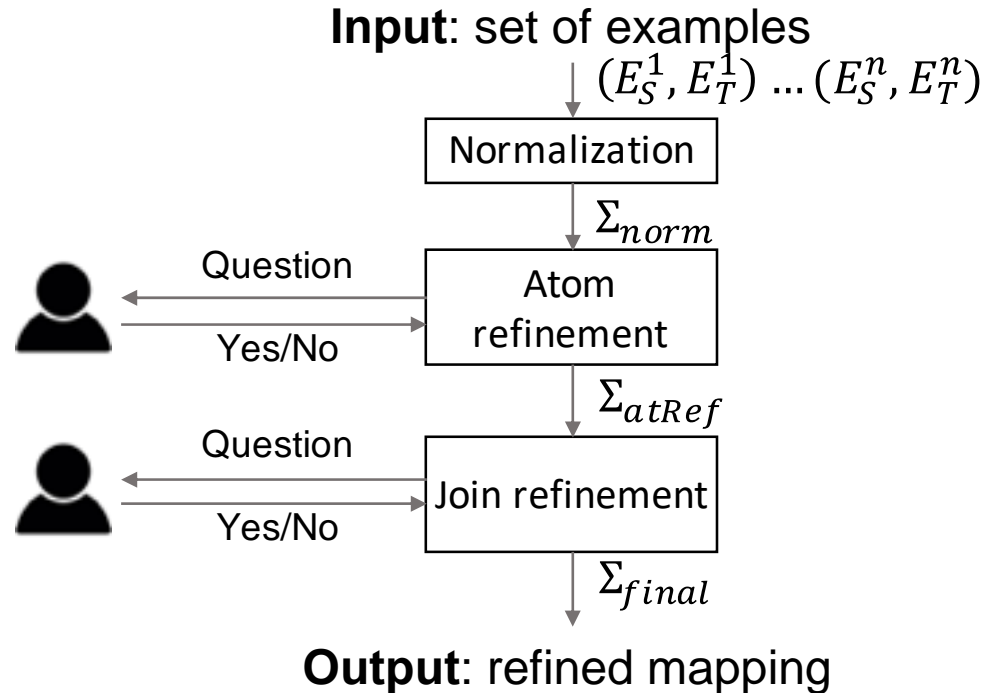 Input: set of examples
(E_S^1, E_T^1) … (E_S^n, E_T^n)
Normalization
Σ_norm
Question
Atom
refinement
Yes/No
Σ_atRef
Question
Join refinement
Yes/No
Σ_final
Output: refined mapping